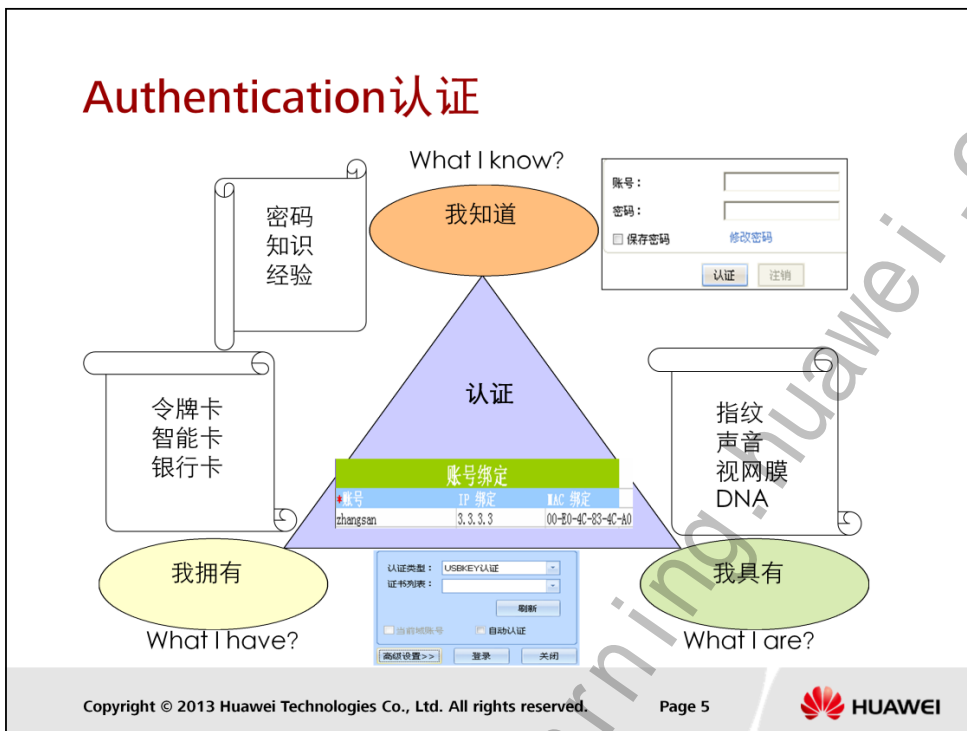 Authentication认证
What I know?
我知道
密码
知识
经验
账号：
密码：
保存密码 修改密码
认证 注销
令牌卡
智能卡
银行卡
认证
指纹
声音
视网膜
DNA
账号绑定
*账号 IP 绑定 MAC 绑定
zhangsan 3.3.3.3 00-E0-4C-83-4C-A0
我拥有
What I have?
认证类型： USBKEY认证
证书列表：
刷新
当前域账号 自动认证
高级设置>> 登录 关闭
我具有
What I are?
Copyright © 2013 Huawei Technologies Co., Ltd. All rights reserved. Page 5
HUAWEI
rning.huawei.